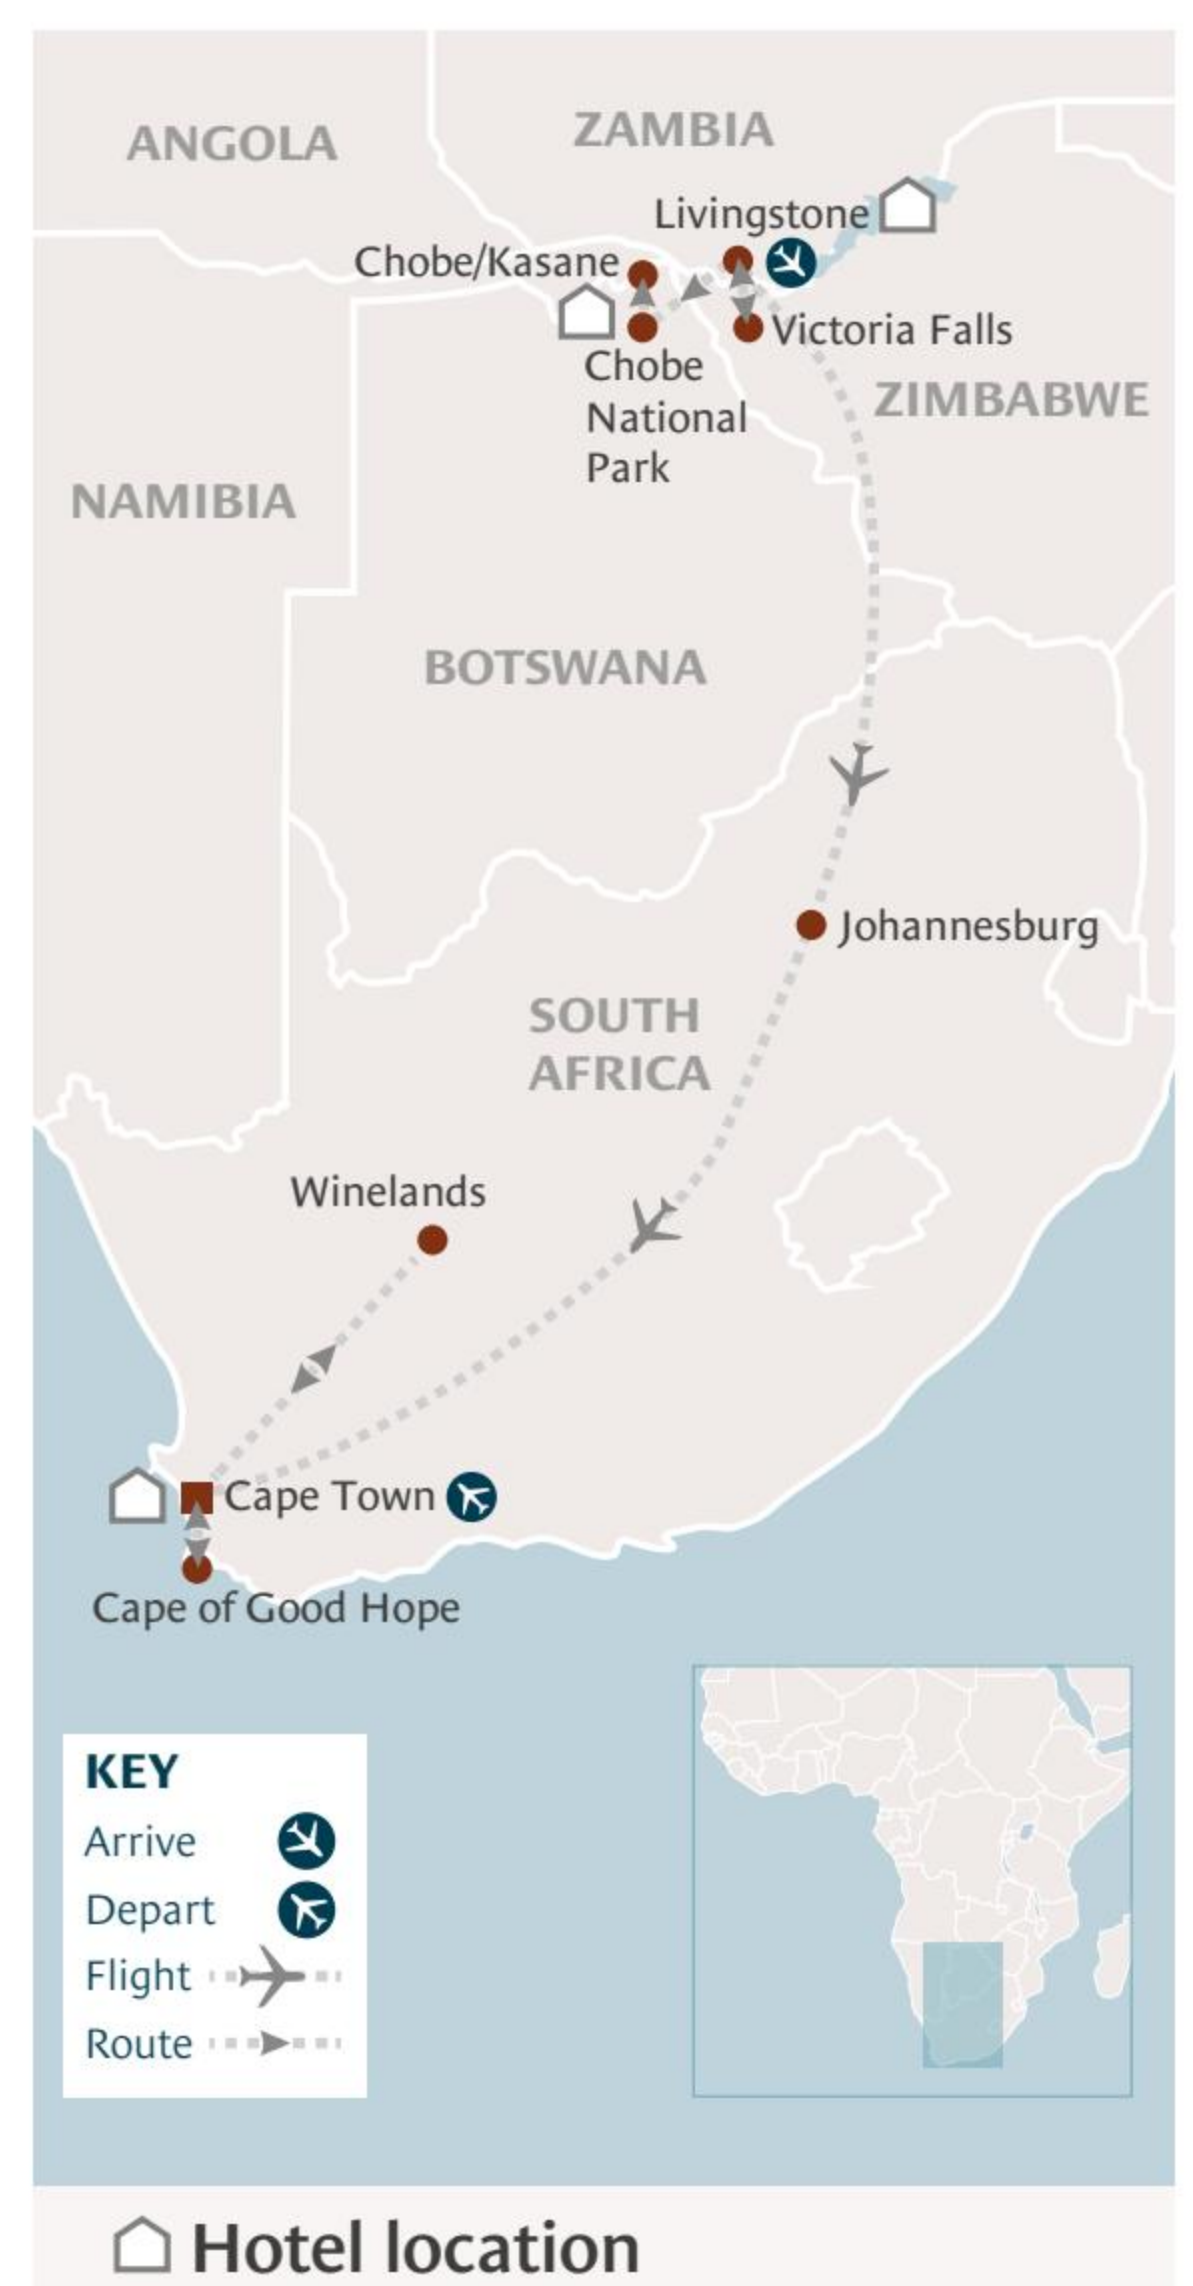 ANGOLA
ZAMBIA
Livingstone
Chobe/Kasane
Victoria Falls
Chobe
National
Park
ZIMBABWE
NAMIBIA
BOTSWANA
Johannesburg
SOUTH
AFRICA
Winelands
Cape Town
Cape of Good Hope
KEY
Arrive
Depart
Flight
Route
Hotel location